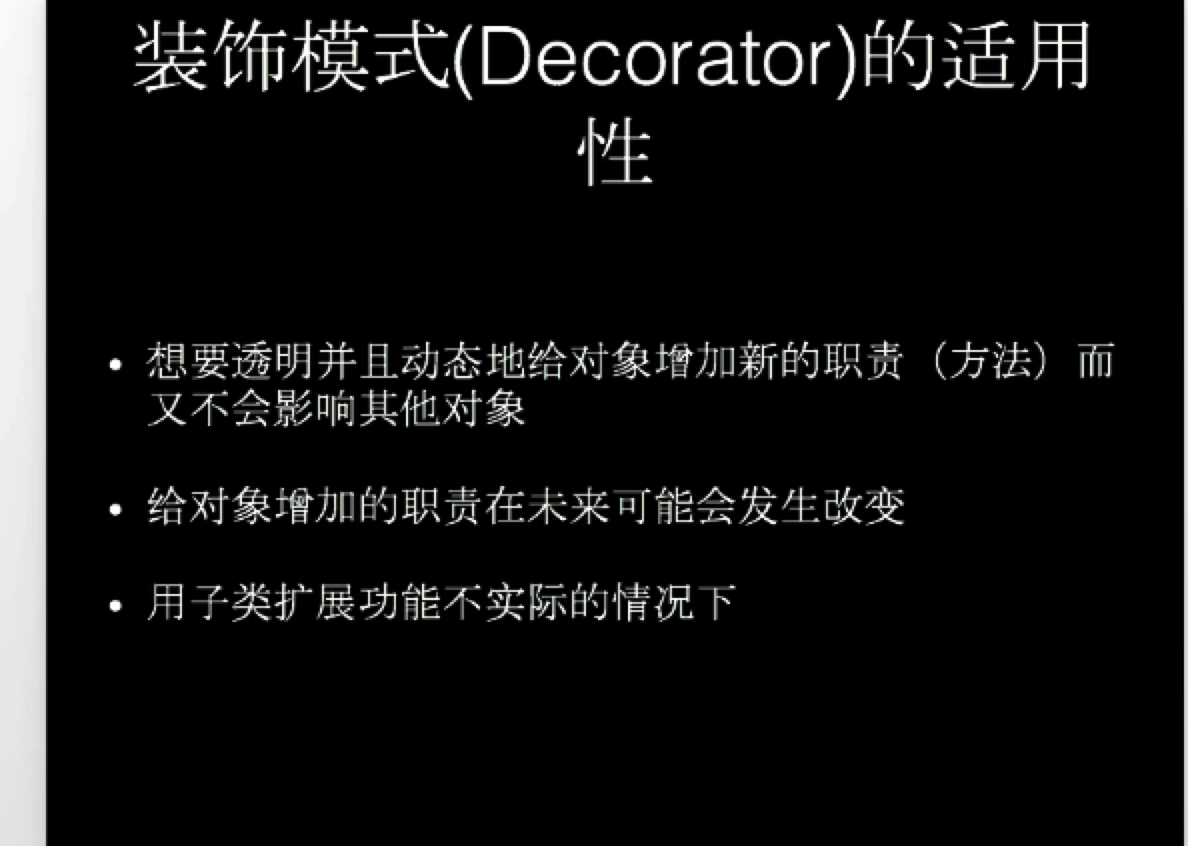 装饰模式(Decorator)的适用
性
• 想要透明并且动态地给对象增加新的职责（方法）而
又不会影响其他对象
• 给对象增加的职责在未来可能会发生改变
• 用子类扩展功能不实际的情况下